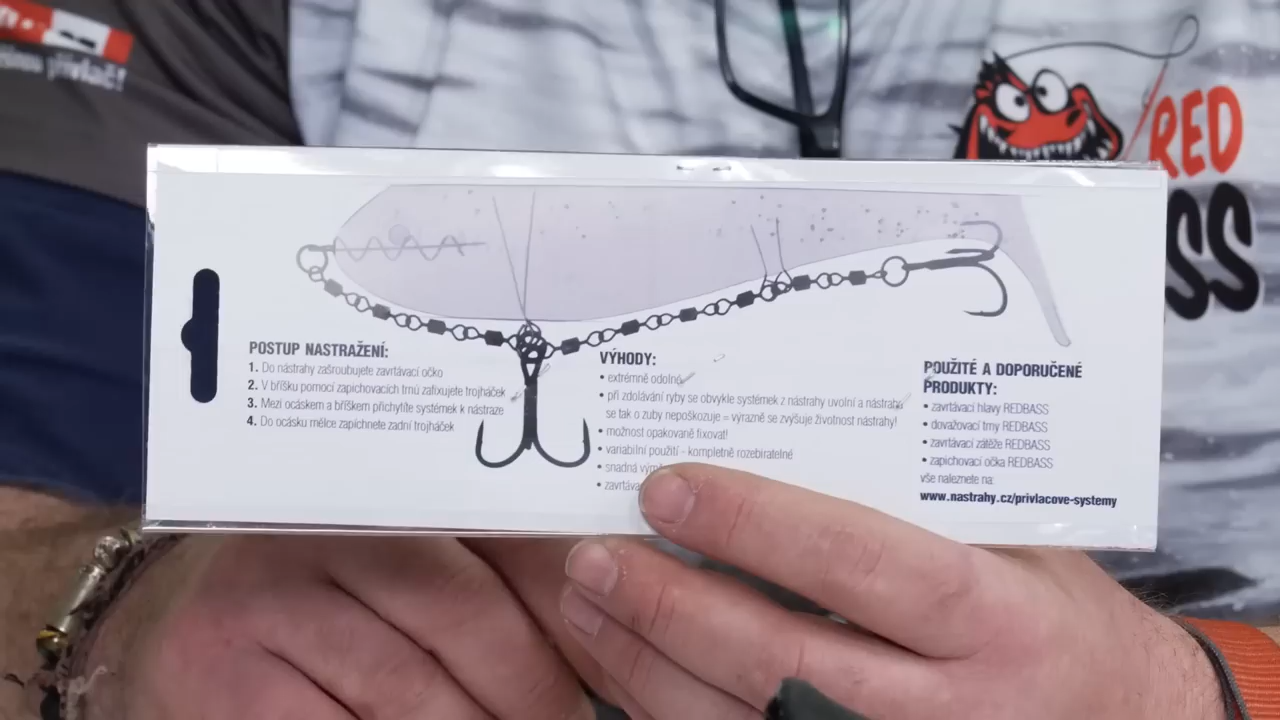 přívlač!
RED
SS
POSTUP NASTRAŽENÍ:
1. Do nástrahy zašroubujete zavrtávací očko
2. V bříšku pomocí zapichovacích trnů zafixujete trojháček
3. Mezi ocáskem a bříškem přichytíte systémek k nástraze
4. Do ocásku mělce zapíchnete zadní trojháček
VÝHODY:
• extrémně odolný
• při zdolávání ryby se obvykle systémek z nástrahy uvolní a nástraha
se tak o zuby nepoškozuje = výrazně se zvyšuje životnost nástrahy!
• možnost opakovaně fixovat!
• variabilní použití - kompletně rozebiratelné
• snadná
•
POUŽITÉ A DOPORUČENÉ
PRODUKTY:
• zavrtávací hlavy REDBASS
• dovažovací trny REDBASS
• zavrtávací zátěže REDBASS
• zapichovací očka REDBASS
vše naleznete na:
www.nastrahy.cz/privlacove-systemy